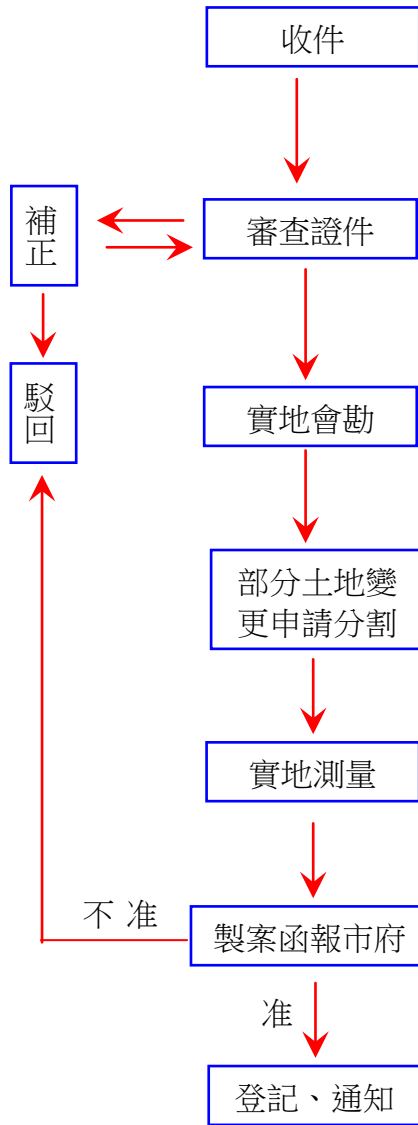 收件
補
正
審查證件
駁
回
實地會勘
部分土地變
更申請分割
實地測量
不 准
製案函報市府
准
登記、通知